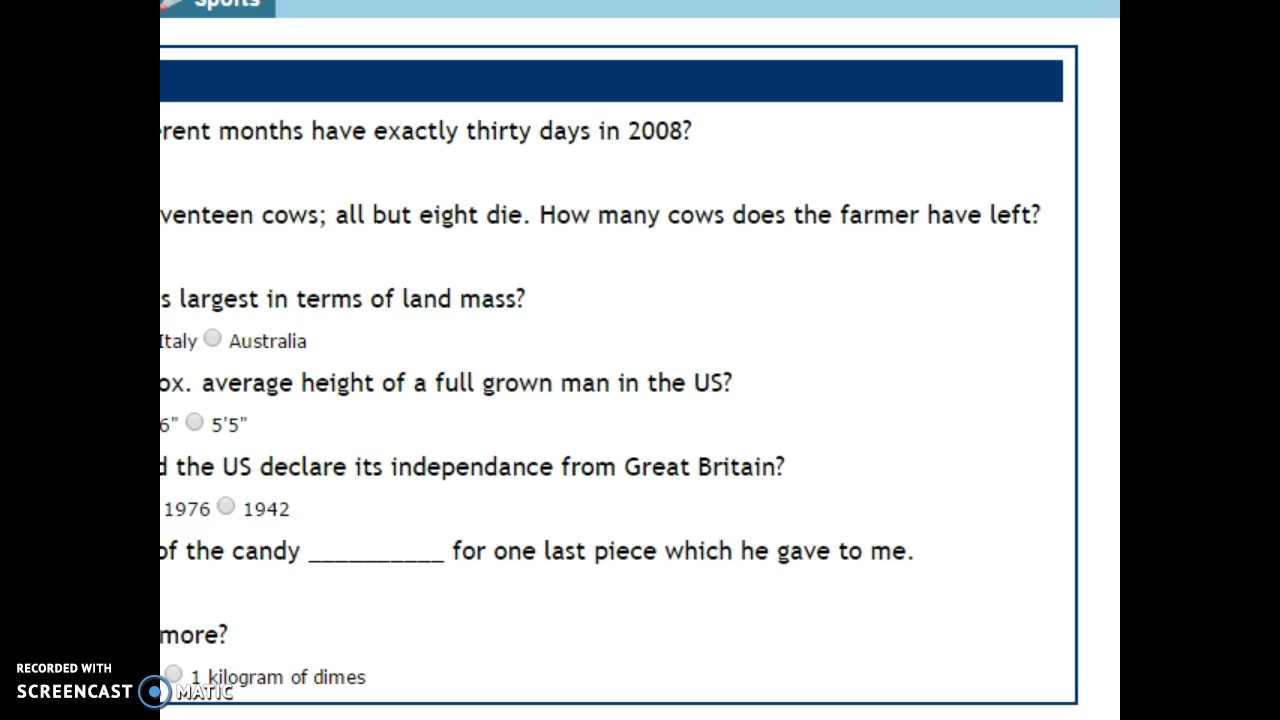 Sports
erent months have exactly thirty days in 2008?
venteen cows; all but eight die. How many cows does the farmer have left?
s largest in terms of land mass?
Italy Australia
ox. average height of a full grown man in the US?
6" 5'5"
d the US declare its independance from Great Britain?
1976 1942
of the candy __________ for one last piece which he gave to me.
more?
1 kilogram of dimes
RECORDED WITH
SCREENCAST MATIC